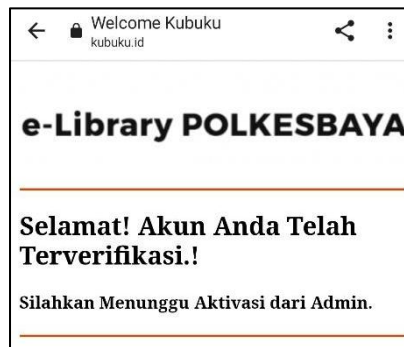 Welcome Kubuku
kubuku.id
e-Library POLKESBAYA
Selamat! Akun Anda Telah
Terverifikasi.!
Silahkan Menunggu Aktivasi dari Admin.